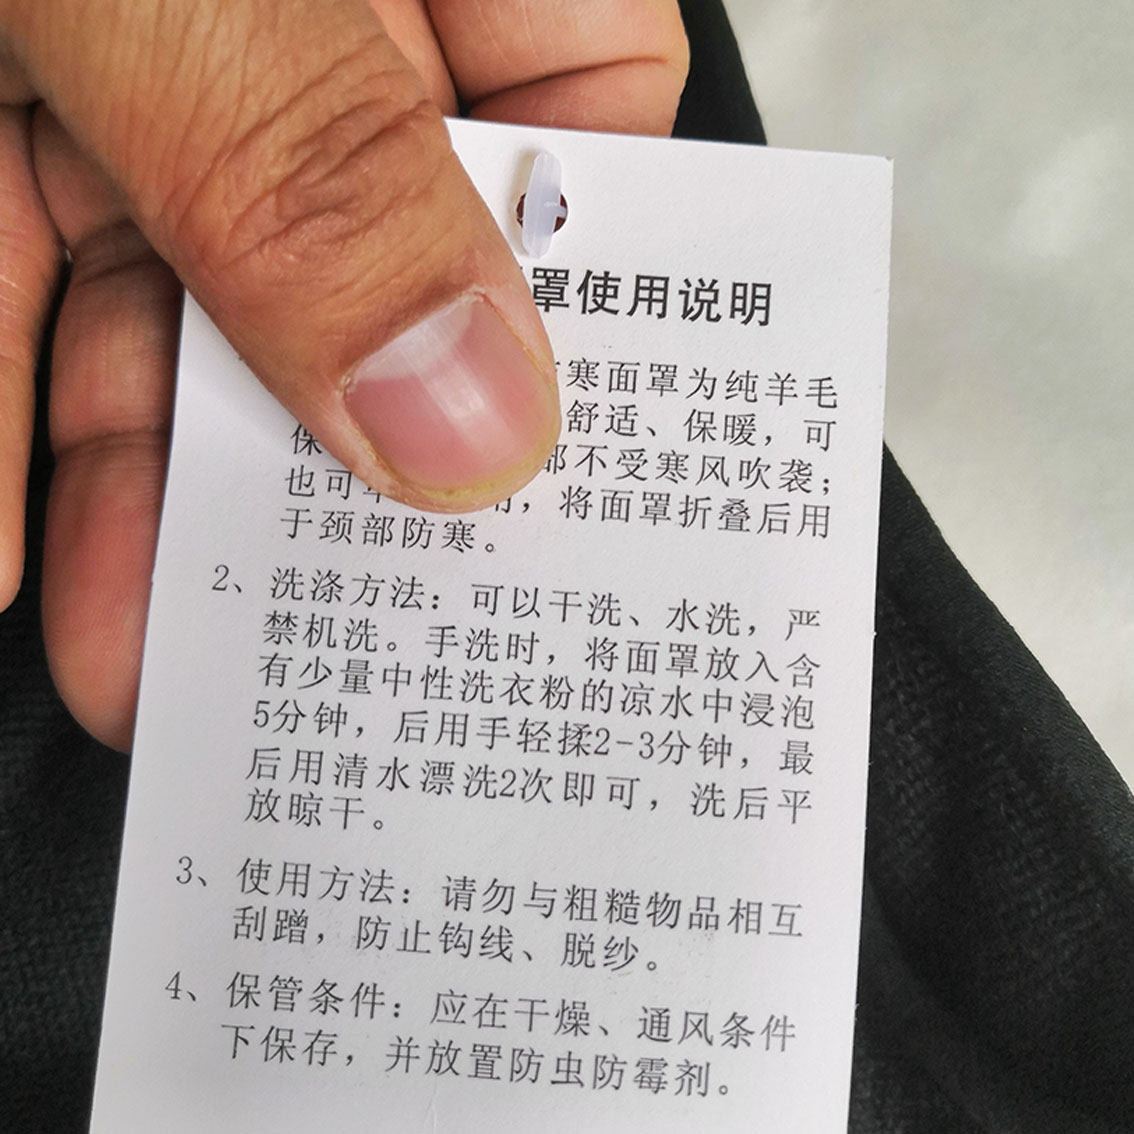 罩使用说明
寒面罩为纯羊毛
舒适、保暖，可
保 部不受寒风吹袭；
也可 用，将面罩折叠后用
于颈部防寒。
2、洗涤方法：可以干洗、水洗，严
禁机洗。手洗时，将面罩放入含
有少量中性洗衣粉的凉水中浸泡
5分钟，后用手轻揉2-3分钟，最
后用清水漂洗2次即可，洗后平
放晾干。
3、使用方法：请勿与粗糙物品相互
刮蹭，防止钩线、脱纱。
4、保管条件：应在干燥、通风条件
下保存，并放置防虫防霉剂。